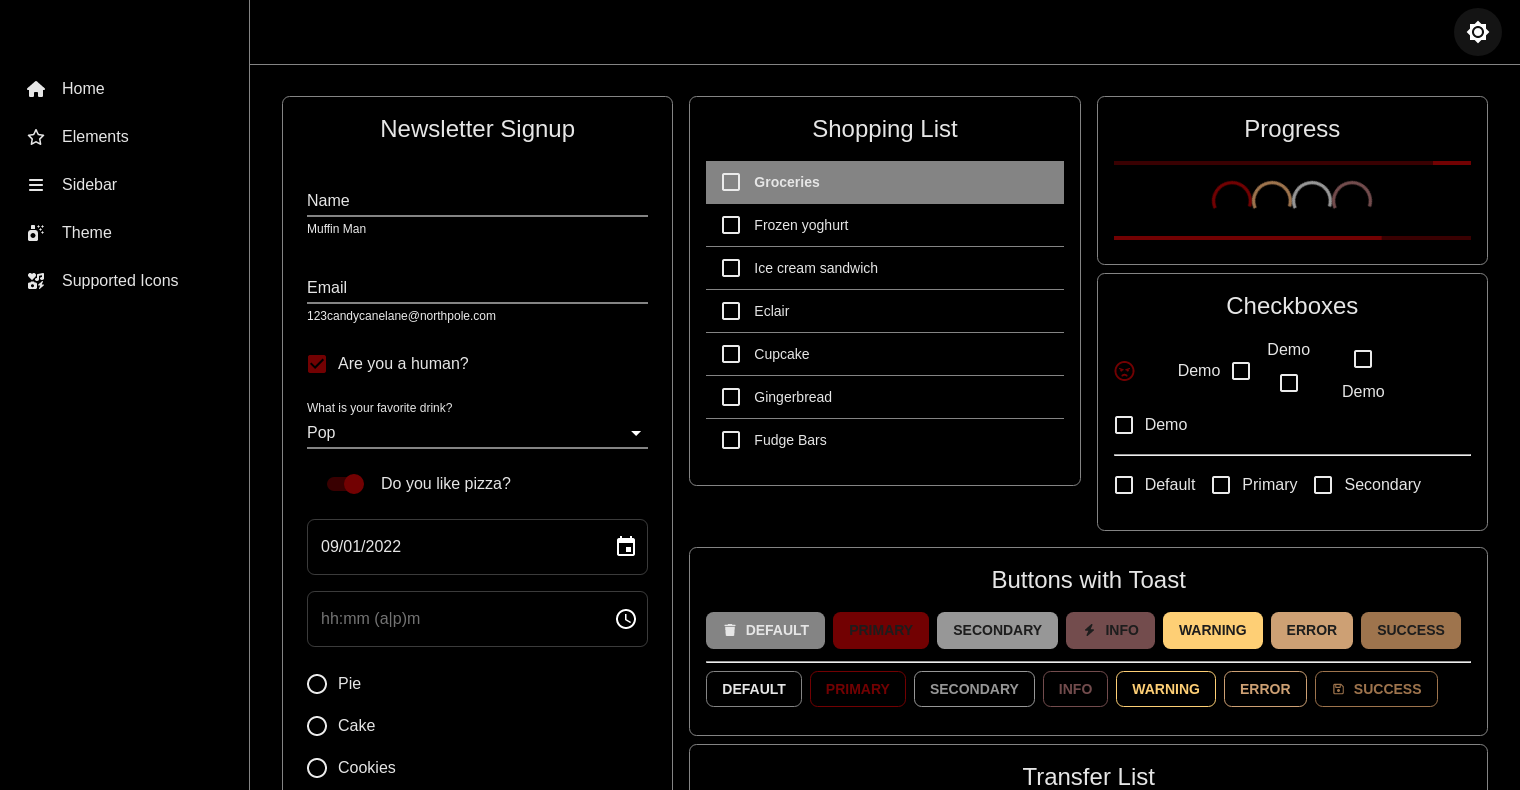 Home
Elements
Sidebar
Theme
Supported Icons
Newsletter Signup
Name
Muffin Man
Email
123candycanelane@northpole.com
Are you a human?
What is your favorite drink?
Pop
Do you like pizza?
09/01/2022
hh:mm (a|p)m
Pie
Cake
Cookies
Shopping List
Groceries
Frozen yoghurt
Ice cream sandwich
Eclair
Cupcake
Gingerbread
Fudge Bars
Progress
Checkboxes
Demo
Demo
Demo
Demo
Default Primary Secondary
Buttons with Toast
DEFAULT PRIMARY SECONDARY INFO WARNING ERROR SUCCESS
DEFAULT PRIMARY SECONDARY INFO WARNING ERROR SUCCESS
Transfer List